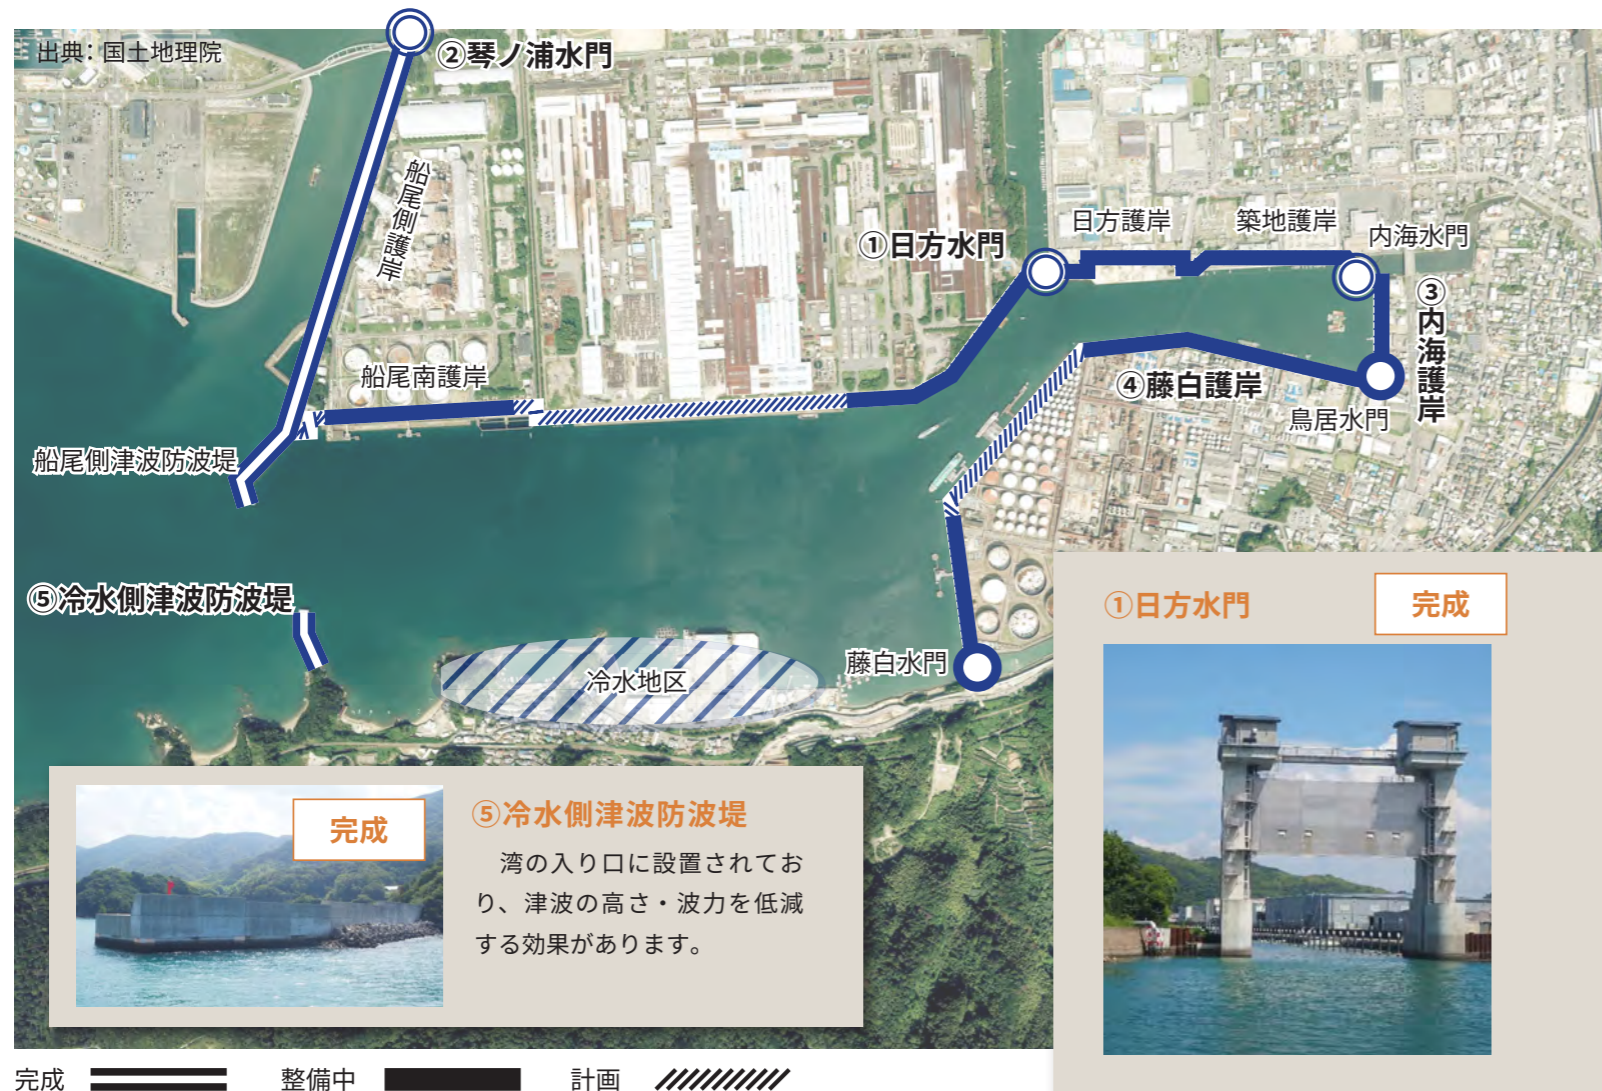 出典：国土地理院
②琴ノ浦水門
船尾側護岸
①日方水門
日方護岸
築地護岸
内海水門
③内海護岸
船尾南護岸
④藤白護岸
鳥居水門
船尾側津波防波堤
⑤冷水側津波防波堤
冷水地区
藤白水門
①日方水門
完成
完成
⑤冷水側津波防波堤
湾の入り口に設置されてお
り、津波の高さ・波力を低減
する効果があります。
完成
整備中
計画